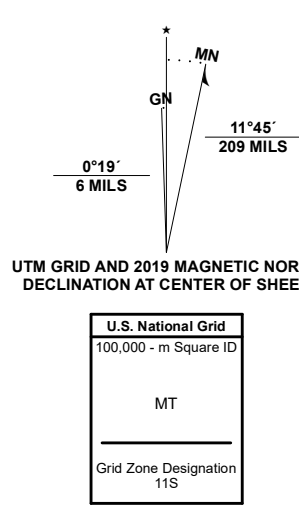 ★
MN
GN
11°45´
209 MILS
0°19´
6 MILS
UTM GRID AND 2019 MAGNETIC NOR
DECLINATION AT CENTER OF SHEE
U.S. National Grid
100,000 - m Square ID
MT
Grid Zone Designation
11S